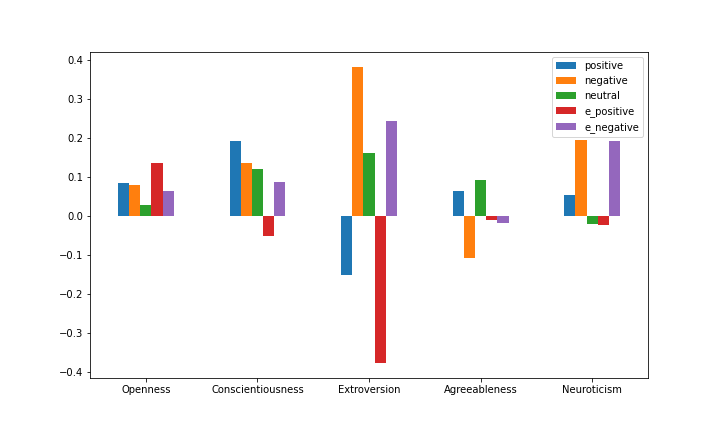 0.4
0.3
0.2
0.1
0.0
−0.1
−0.2
−0.3
−0.4
positive
negative
neutral
e_positive
e_negative
Openness
Conscientiousness
Extroversion
Agreeableness
Neuroticism